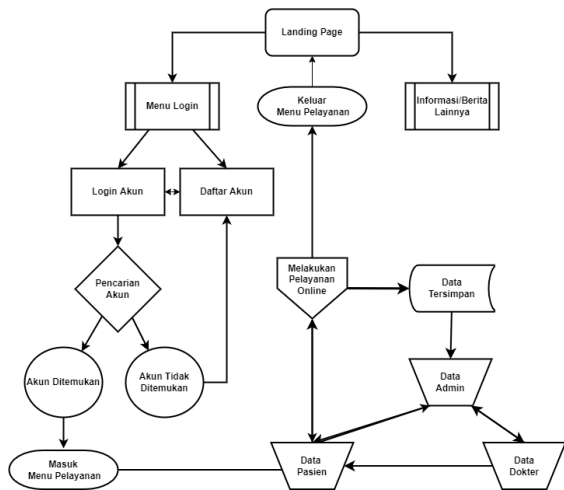 Landing Page
Menu Login
Keluar
Menu Pelayanan
Informasi/Berita
Lainnya
Login Akun
Daftar Akun
Pencarian
Akun
Melakukan
Pelayanan
Online
Data
Tersimpan
Akun Ditemukan
Akun Tidak
Ditemukan
Data
Admin
Masuk
Menu Pelayanan
Data
Pasien
Data
Dokter